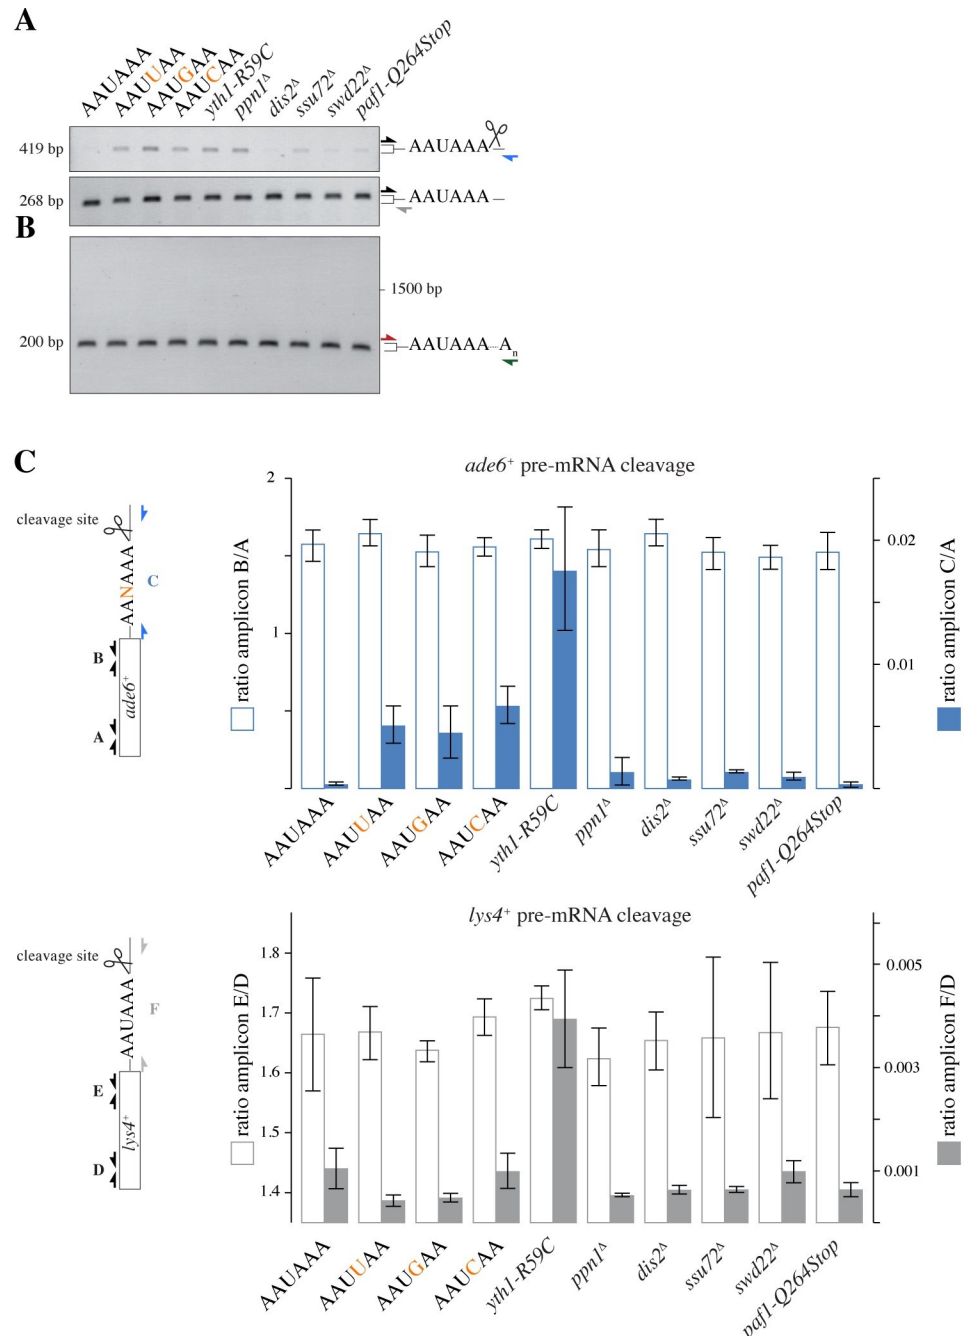 A
AAUAAA
AAUUAA
AAUGAA
AAUCAA
yth1-R59C
ppn1Δ
dis2Δ
ssu72Δ
swd22Δ
paf1-Q264Stop
419 bp
AAUAAA
268 bp
AAUAAA
B
1500 bp
200 bp
AAUAAA
An
C
ade6+ pre-mRNA cleavage
cleavage site
AANAAA
C
B
A
ade6+
ratio amplicon B/A
2
1
0.02
0.01
ratio amplicon C/A
AAUAAA
AAUUAA
AAUGAA
AAUCAA
yth1-R59C
ppn1Δ
dis2Δ
ssu72Δ
swd22Δ
paf1-Q264Stop
lys4+ pre-mRNA cleavage
cleavage site
AAUAAA
F
E
D
lys4+
ratio amplicon E/D
1.8
1.7
1.6
1.5
1.4
0.005
0.003
0.001
ratio amplicon F/D
AAUAAA
AAUUAA
AAUGAA
AAUCAA
yth1-R59C
ppn1Δ
dis2Δ
ssu72Δ
swd22Δ
paf1-Q264Stop